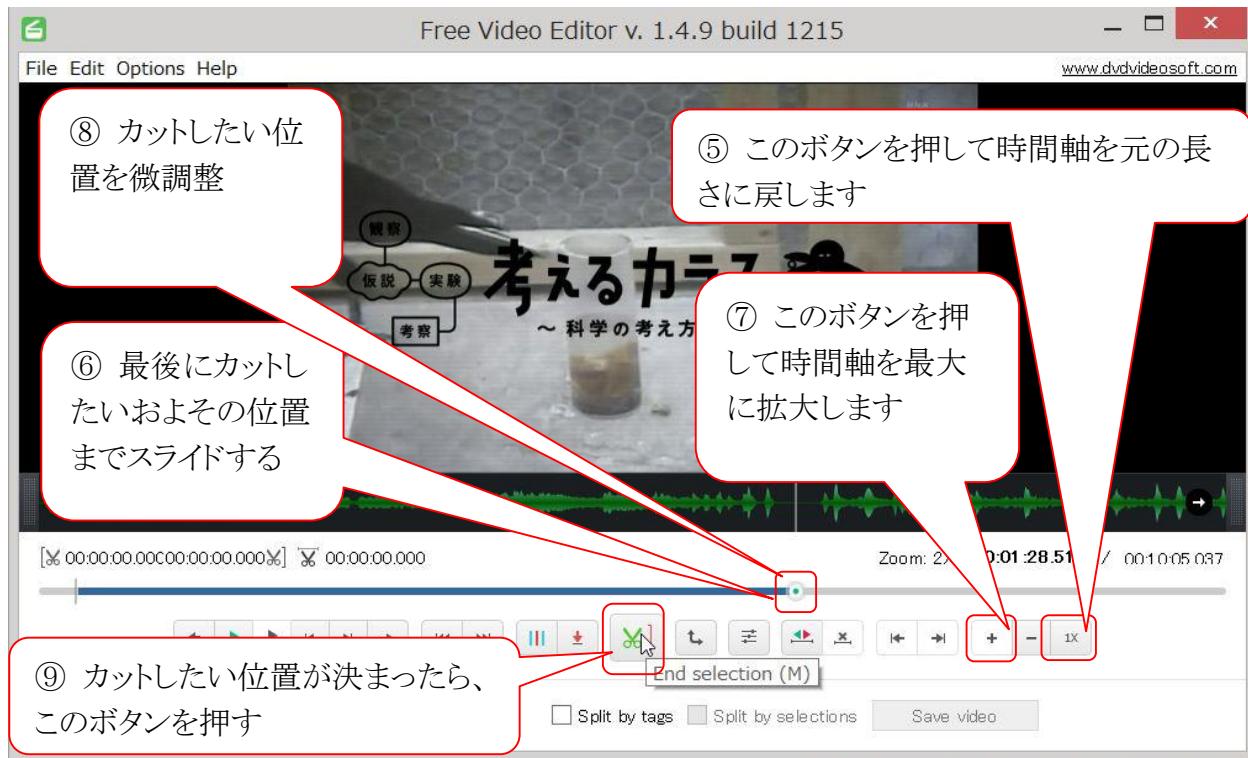 Free Video Editor v. 1.4.9 build 1215
File Edit Options Help
www.dvdvideosoft.com
⑧ カットしたい位
置を微調整
⑤ このボタンを押して時間軸を元の長
さに戻します
観察
仮説
実験
考察
考えるカラス
～科学の考え方
⑦ このボタンを押
して時間軸を最大
に拡大します
⑥ 最後にカットし
たいおよその位置
までスライドする
[00:00:00.00C00:00:00.000] 00:00:00.000
Zoom: 2 0:01:28.51 / 00:10:05.037
1X
End selection (M)
⑨ カットしたい位置が決まったら、
このボタンを押す
Split by tags Split by selections Save video